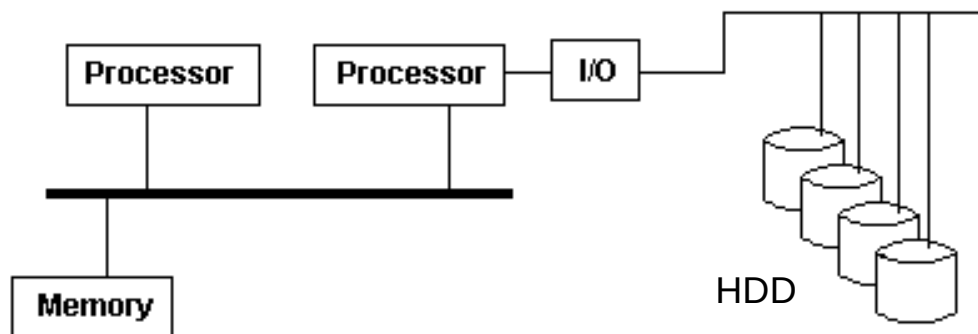 Processor
Processor
I/O
HDD
Memory